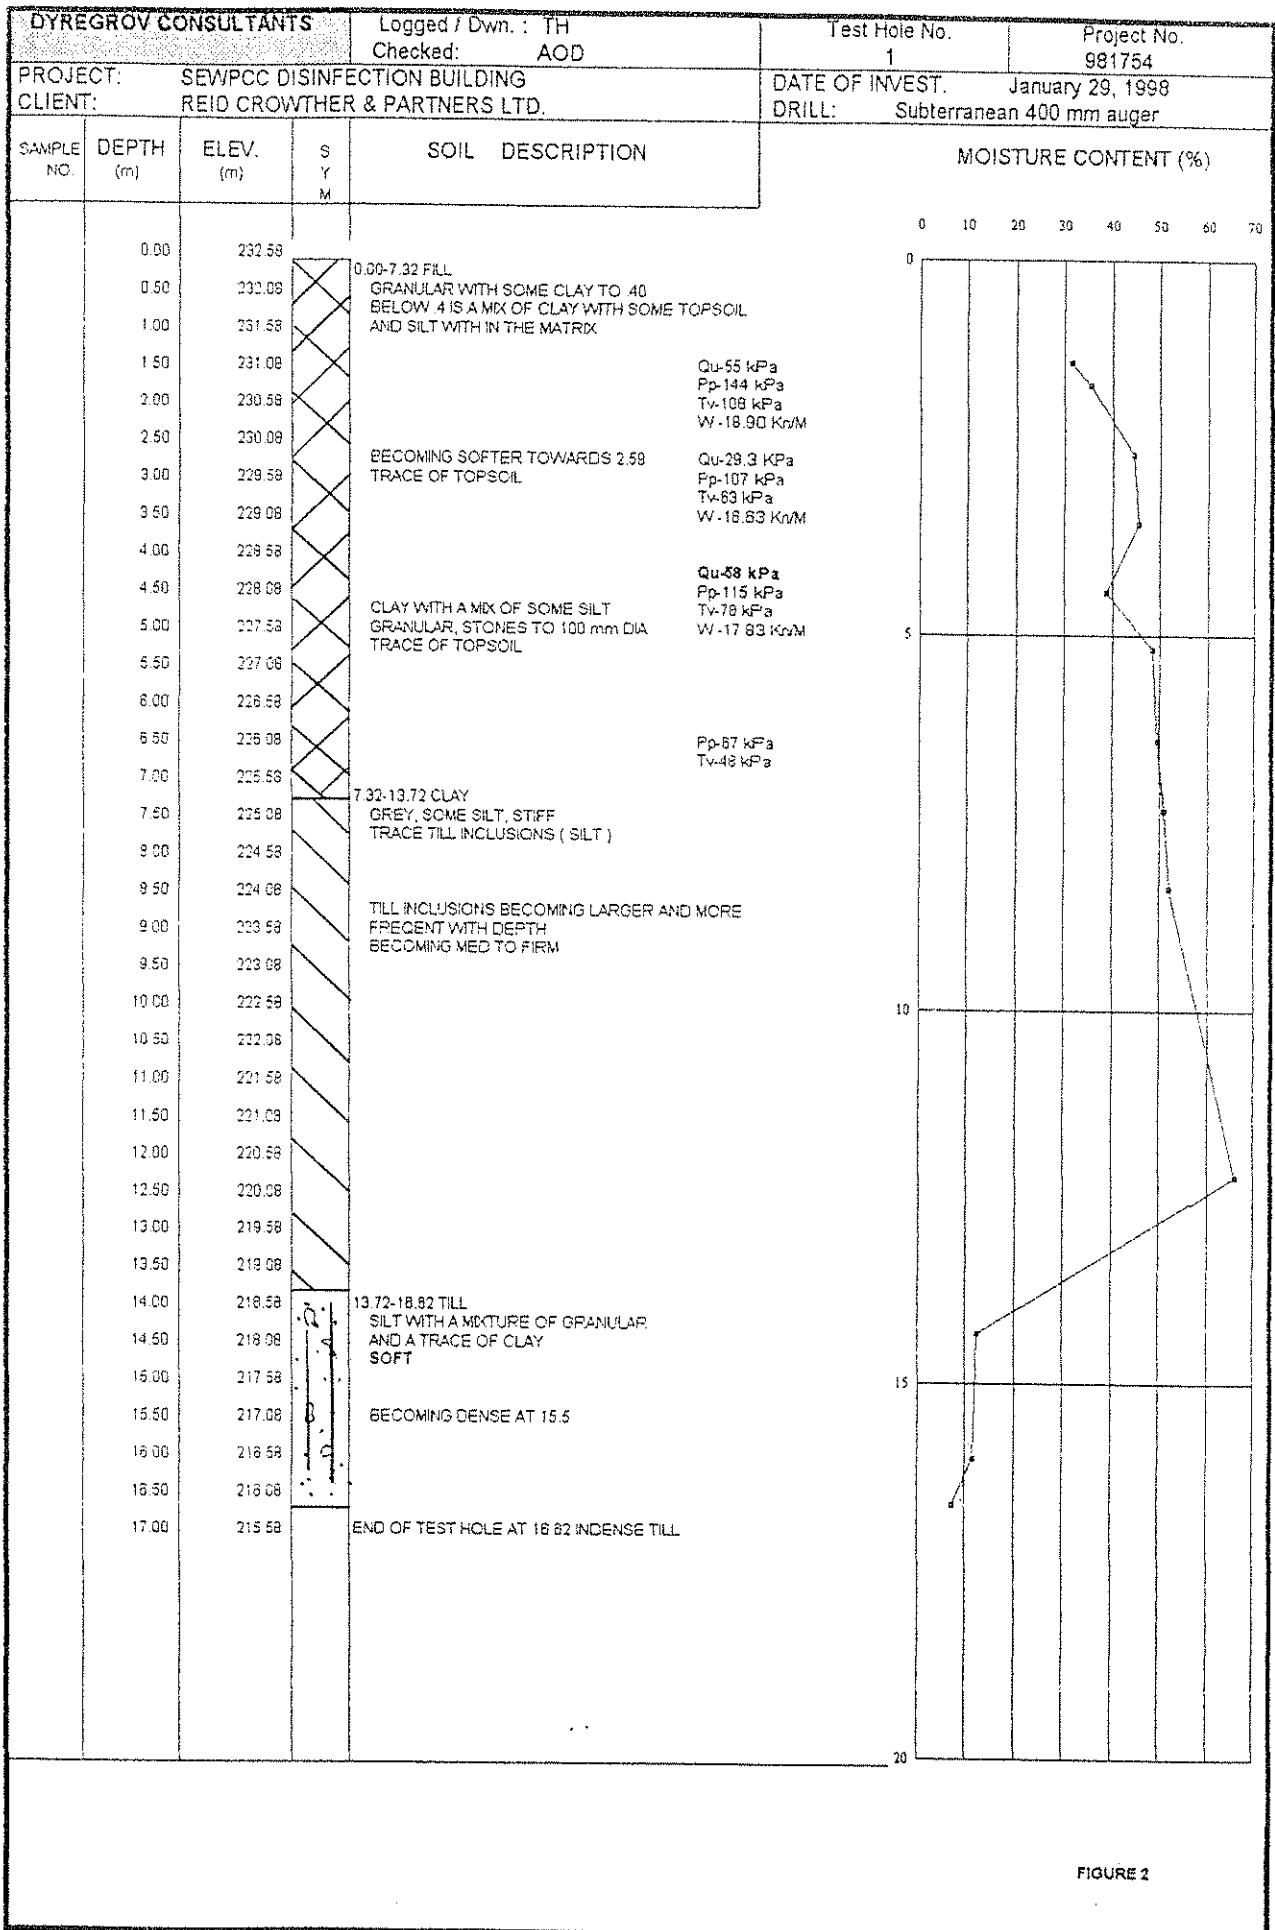 DYREGROV CONSULTANTS
Logged / Dwn. : TH
Checked: AOD
Test Hole No.
1
Project No.
981754
PROJECT: SEWPCC DISINFECTION BUILDING
CLIENT: REID CROWTHER & PARTNERS LTD.
DATE OF INVEST. January 29, 1998
DRILL: Subterranean 400 mm auger
SAMPLE NO. DEPTH (m) ELEV. (m) SYM SOIL DESCRIPTION MOISTURE CONTENT (%)
0 10 20 30 40 50 60 70
0.00 232.58
0
0.00-7.32 FILL
0.50 232.08 GRANULAR WITH SOME CLAY TO .40
BELOW .4 IS A MIX OF CLAY WITH SOME TOPSOIL
1.00 231.58 AND SILT WITH IN THE MATRIX
1.50 231.08 Qu-55 kPa
Pp-144 kPa
2.00 230.58 Tv-108 kPa
W-18.90 Kn/M
2.50 230.08
BECOMING SOFTER TOWARDS 2.59 Qu-29.3 KPa
3.00 229.58 TRACE OF TOPSOIL Pp-107 kPa
Tv-63 kPa
3.50 229.08 W-16.63 Kn/M
4.00 228.58
Qu-58 kPa
4.50 228.08 Pp-115 kPa
CLAY WITH A MIX OF SOME SILT Tv-78 kPa
5.00 227.58 GRANULAR, STONES TO 100 mm DIA W-17.83 Kn/M
5
TRACE OF TOPSOIL
5.50 227.08
6.00 226.58
6.50 226.08 Pp-67 kPa
Tv-48 kPa
7.00 225.58
7.32-13.72 CLAY
7.50 225.08 GREY, SOME SILT, STIFF
TRACE TILL INCLUSIONS ( SILT )
224.58
224.08
TILL INCLUSIONS BECOMING LARGER AND MORE
9.00 223.58 FREGENT WITH DEPTH
BECOMING MED TO FIRM
9.50 223.08
10.00 222.58
10
10.50 222.08
11.00 221.58
11.50 221.08
12.00 220.58
12.50 220.08
13.00 219.58
13.50 219.08
14.00 218.58 13.72-16.82 TILL
SILT WITH A MIXTURE OF GRANULAR
14.50 218.08 AND A TRACE OF CLAY
SOFT
15.00 217.58
15
15.50 217.08 BECOMING DENSE AT 15.5
16.00 216.58
16.50 216.08
17.00 215.58 END OF TEST HOLE AT 16.82 INDENSE TILL
20
FIGURE 2